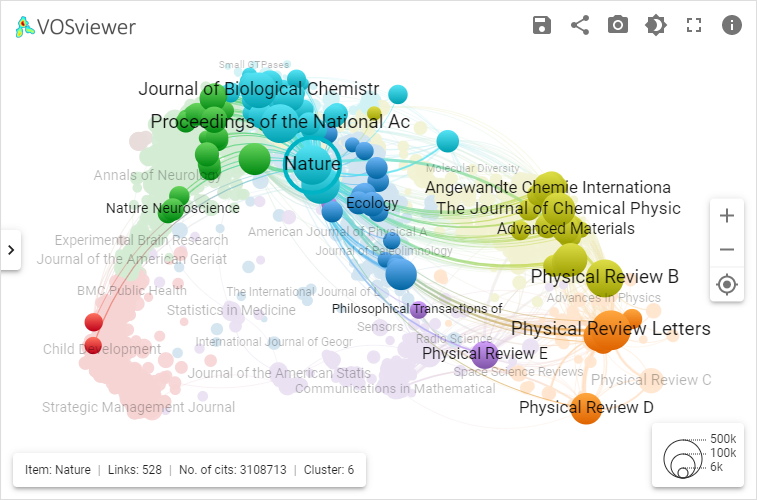 VOSviewer
Small GTPases
Journal of Biological Chemistr
Proceedings of the National Ac
Nature
Molecular Diversity
Annals of Neurology
Angewandte Chemie Internationa
Nature Neuroscience
Ecology
The Journal of Chemical Physic
Advanced Materials
American Journal of Physical A
Experimental Brain Research
Journal of Paleolimnology
Journal of the American Geriat
Physical Review B
BMC Public Health
The International Journal of L
Advances in Physics
Statistics in Medicine
Philosophical Transactions of
Sensors
Physical Review Letters
Radio Science
International Journal of Geogr
Child Development
Physical Review E
Journal of the American Statis
Space Science Reviews
Physical Review C
Communications in Mathematical
Strategic Management Journal
Physical Review D
500k
100k
6k
Item: Nature | Links: 528 | No. of cits: 3108713 | Cluster: 6